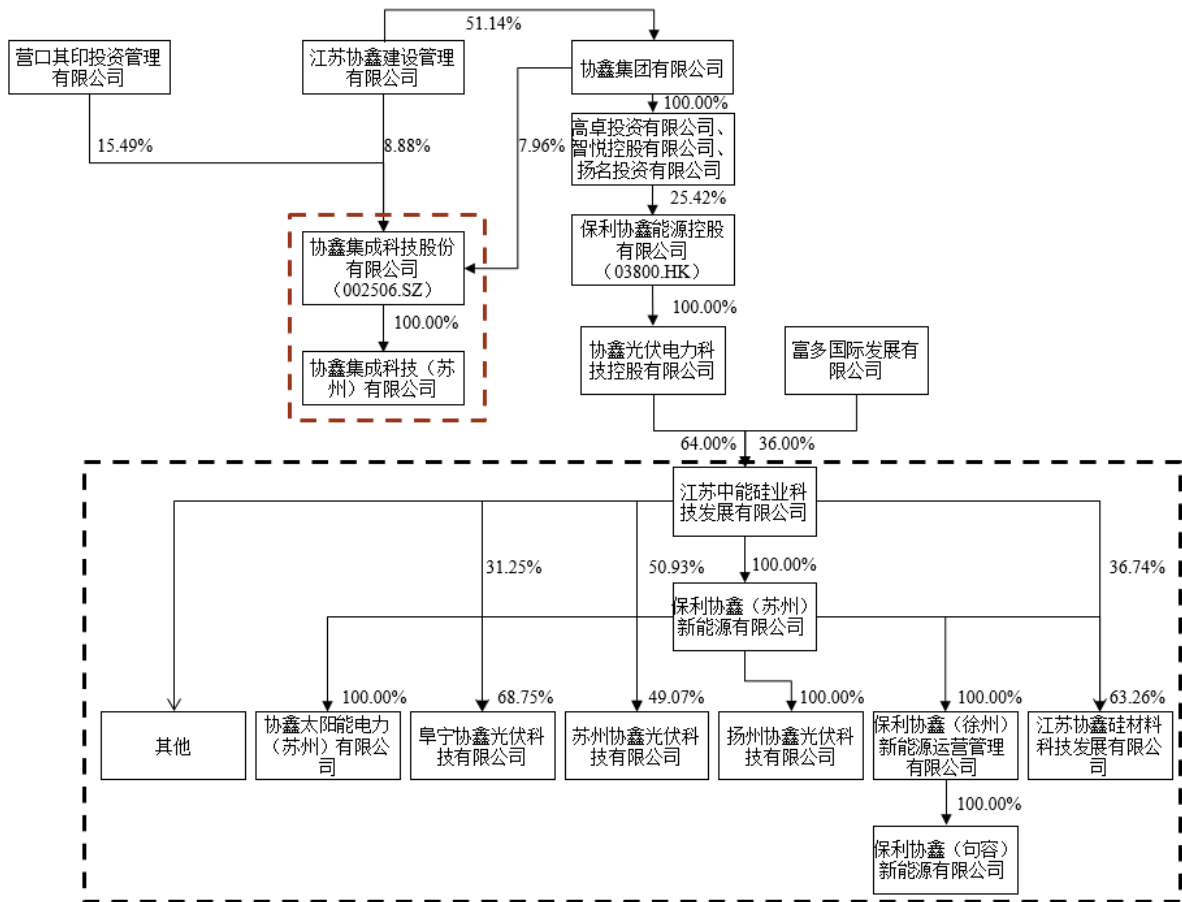 51.14%
营口其印投资管理
有限公司
江苏协鑫建设管理
有限公司
协鑫集团有限公司
100.00%
高卓投资有限公司、
智悦控股有限公司、
扬名投资有限公司
15.49%
8.88%
7.96%
25.42%
协鑫集成科技股份
有限公司
（002506.SZ）
保利协鑫能源控股
有限公司
（03800.HK）
100.00%
100.00%
协鑫集成科技（苏
州）有限公司
协鑫光伏电力科
技控股有限公司
富多国际发展有
限公司
64.00%
36.00%
江苏中能硅业科
技发展有限公司
31.25%
50.93%
100.00%
36.74%
保利协鑫（苏州）
新能源有限公司
100.00%
68.75%
49.07%
100.00%
100.00%
63.26%
其他
协鑫太阳能电力
（苏州）有限公
司
阜宁协鑫光伏科
技有限公司
苏州协鑫光伏科
技有限公司
扬州协鑫光伏科
技有限公司
保利协鑫（徐州）
新能源运营管理
有限公司
江苏协鑫硅材料
科技发展有限公
司
100.00%
保利协鑫（句容）
新能源有限公司